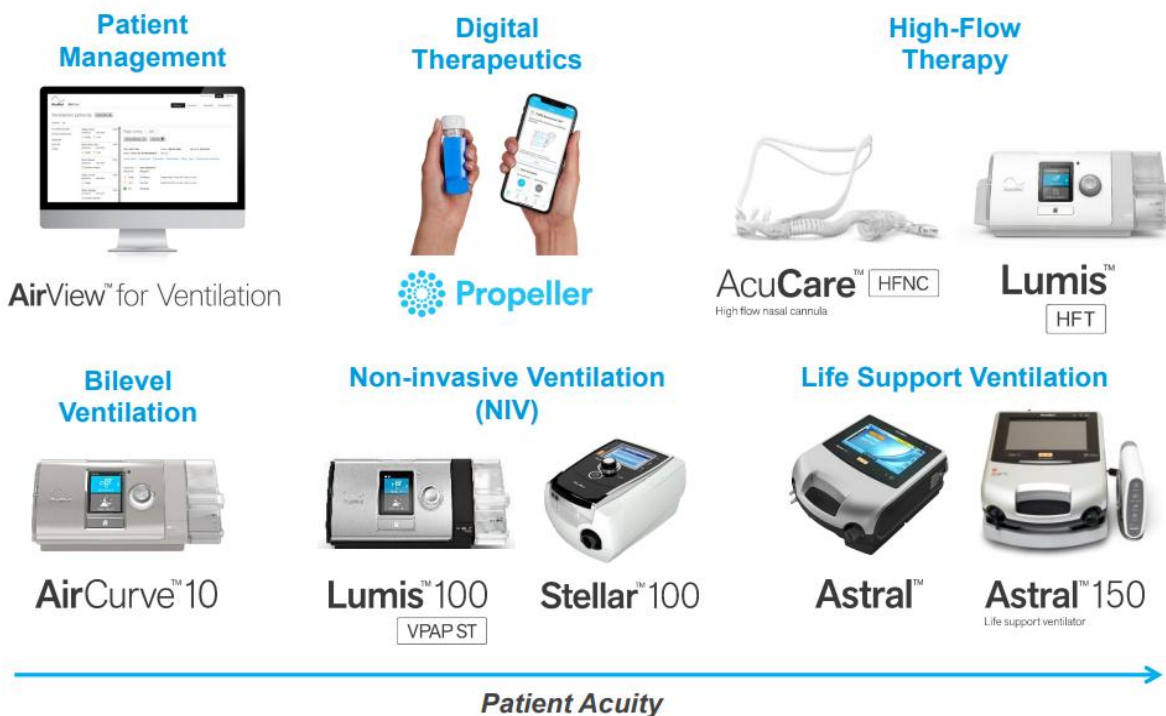 Patient
Management
Digital
Therapeutics
High-Flow
Therapy
AirView™ for Ventilation
Propeller
AcuCare™ HFNC
High flow nasal cannula
Lumis™
HFT
Bilevel
Ventilation
Non-invasive Ventilation
(NIV)
Life Support Ventilation
AirCurve™ 10
Lumis™ 100
VPAP ST
Stellar™ 100
Astral™
Astral™ 150
Life support ventilator
Patient Acuity